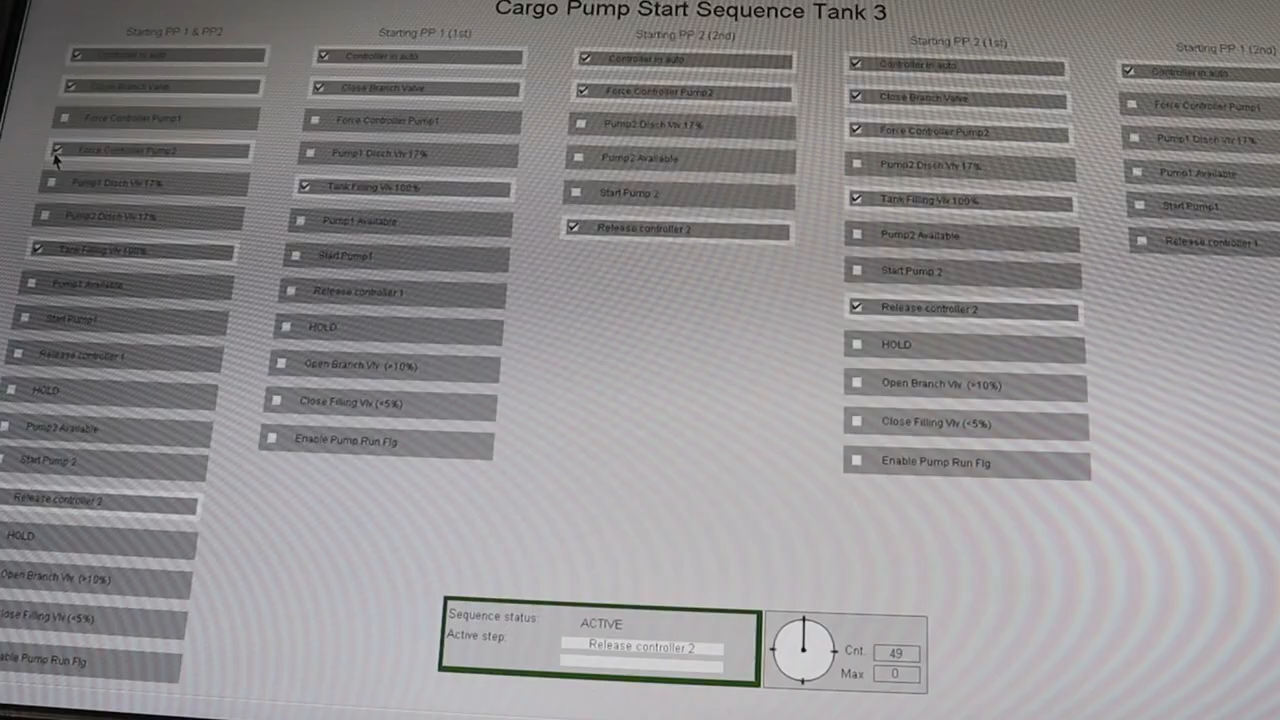 Cargo Pump Start Sequence Tank 3
Starting PP 1 & PP2
Controller in auto
Close Branch Valve
Force Controller Pump1
Force Controller Pump2
Pump1 Disch Vlv 17%
Pump2 Disch Vlv 17%
Tank Filling Vlv 100%
Pump1 Available
Start Pump1
Release controller 1
HOLD
Pump2 Available
Start Pump 2
Release controller 2
HOLD
Open Branch Vlv (>10%)
Close Filling Vlv (<5%)
able Pump Run Flg
Starting PP 1 (1st)
Controller in auto
Close Branch Valve
Force Controller Pump1
Pump1 Disch Vlv 17%
Tank Filling Vlv 100%
Pump1 Available
Start Pump1
Release controller 1
HOLD
Open Branch Vlv (>10%)
Close Filling Vlv (<5%)
Enable Pump Run Flg
Starting PP 2 (2nd)
Controller in auto
Force Controller Pump2
Pump2 Disch Vlv 17%
Pump2 Available
Start Pump 2
Release controller 2
Starting PP 2 (1st)
Controller in auto
Close Branch Valve
Force Controller Pump2
Pump2 Disch Vlv 17%
Tank Filling Vlv 100%
Pump2 Available
Start Pump 2
Release controller 2
HOLD
Open Branch Vlv (>10%)
Close Filling Vlv (<5%)
Enable Pump Run Flg
Starting PP 1 (2nd)
Controller in auto
Force Controller Pump1
Pump1 Disch Vlv 17%
Pump1 Available
Start Pump1
Release controller 1
Sequence status: ACTIVE
Active step: Release controller 2
Cnt. 49
Max 0